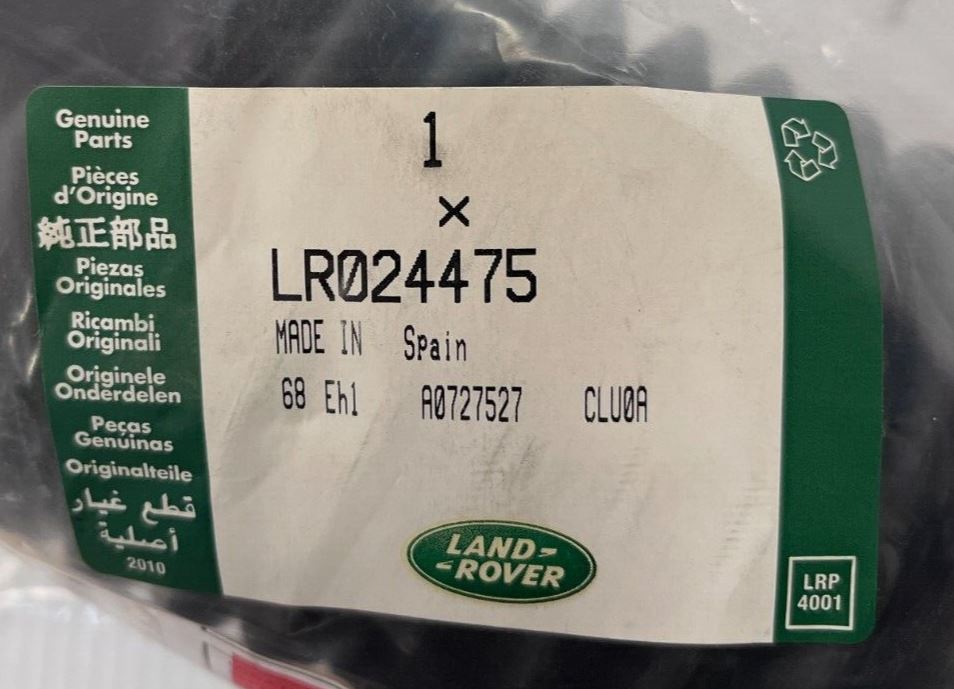 Genuine
Parts
Pièces
d'Origine
純正部品
Piezas
Originales
Ricambi
Originali
Originele
Onderdelen
Peças
Genuinas
Originalteile
قطع غيار
أصلية
2010
1
×
LR024475
MADE IN Spain
68 Eh1 A0727527 CLU0A
LAND-
-ROVER
LRP
4001